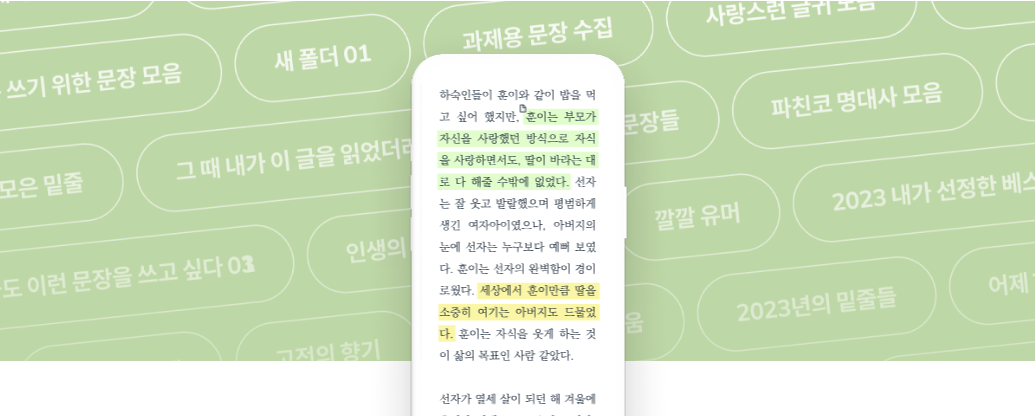 사랑스런 글귀 모음
과제용 문장 수집
새 폴더 01
쓰기 위한 문장 모음
파친코 명대사 모음
문장들
그 때 내가 이 글을 읽었더라
모은 밑줄
2023 내가 선정한 베스
깔깔 유머
인생의
도 이런 문장을 쓰고 싶다 03
어제
2023년의 밑줄들
움
고전의 향기
하숙인들이 훈이와 같이 밥을 먹
고 싶어 했지만, 훈이는 부모가
자신을 사랑했던 방식으로 자식
을 사랑하면서도, 딸이 바라는 대
로 다 해줄 수밖에 없었다. 선자
는 잘 웃고 발랄했으며 평범하게
생긴 여자아이였으나, 아버지의
눈에 선자는 누구보다 예뻐 보였
다. 훈이는 선자의 완벽함이 경이
로웠다. 세상에서 훈이만큼 딸을
소중히 여기는 아버지도 드물었
다. 훈이는 자식을 웃게 하는 것
이 삶의 목표인 사람 같았다.
선자가 열세 살이 되던 해 겨울에